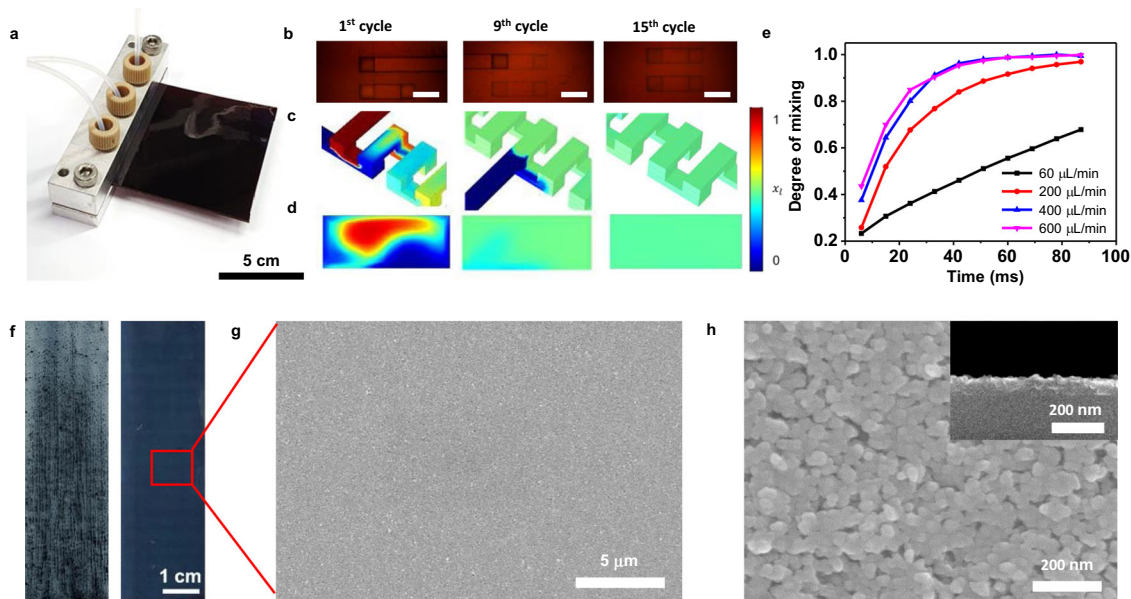 a
5 cm
b
1st cycle
9th cycle
15th cycle
c
d
1
xₗ
0
e
Degree of mixing
1.0
0.8
0.6
0.4
0.2
60 μL/min
200 μL/min
400 μL/min
600 μL/min
0
20
40
60
80
100
Time (ms)
f
1 cm
g
5 μm
h
200 nm
200 nm